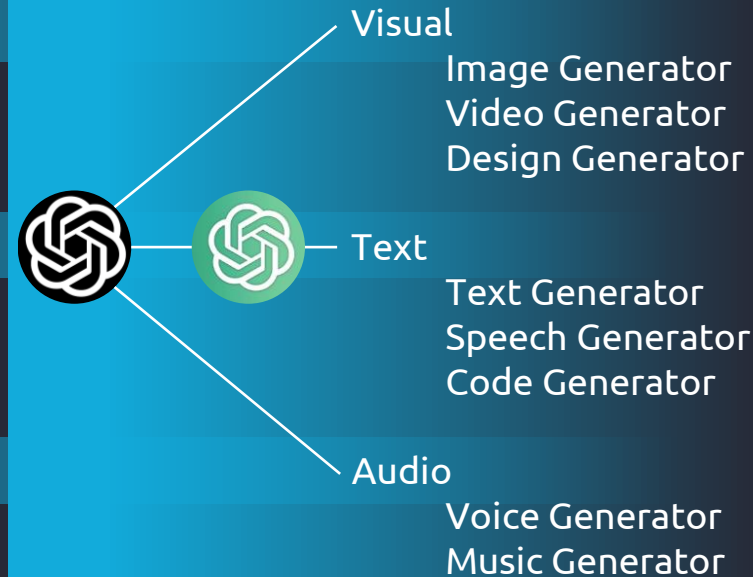 Visual
Image Generator
Video Generator
Design Generator
Text
Text Generator
Speech Generator
Code Generator
Audio
Voice Generator
Music Generator